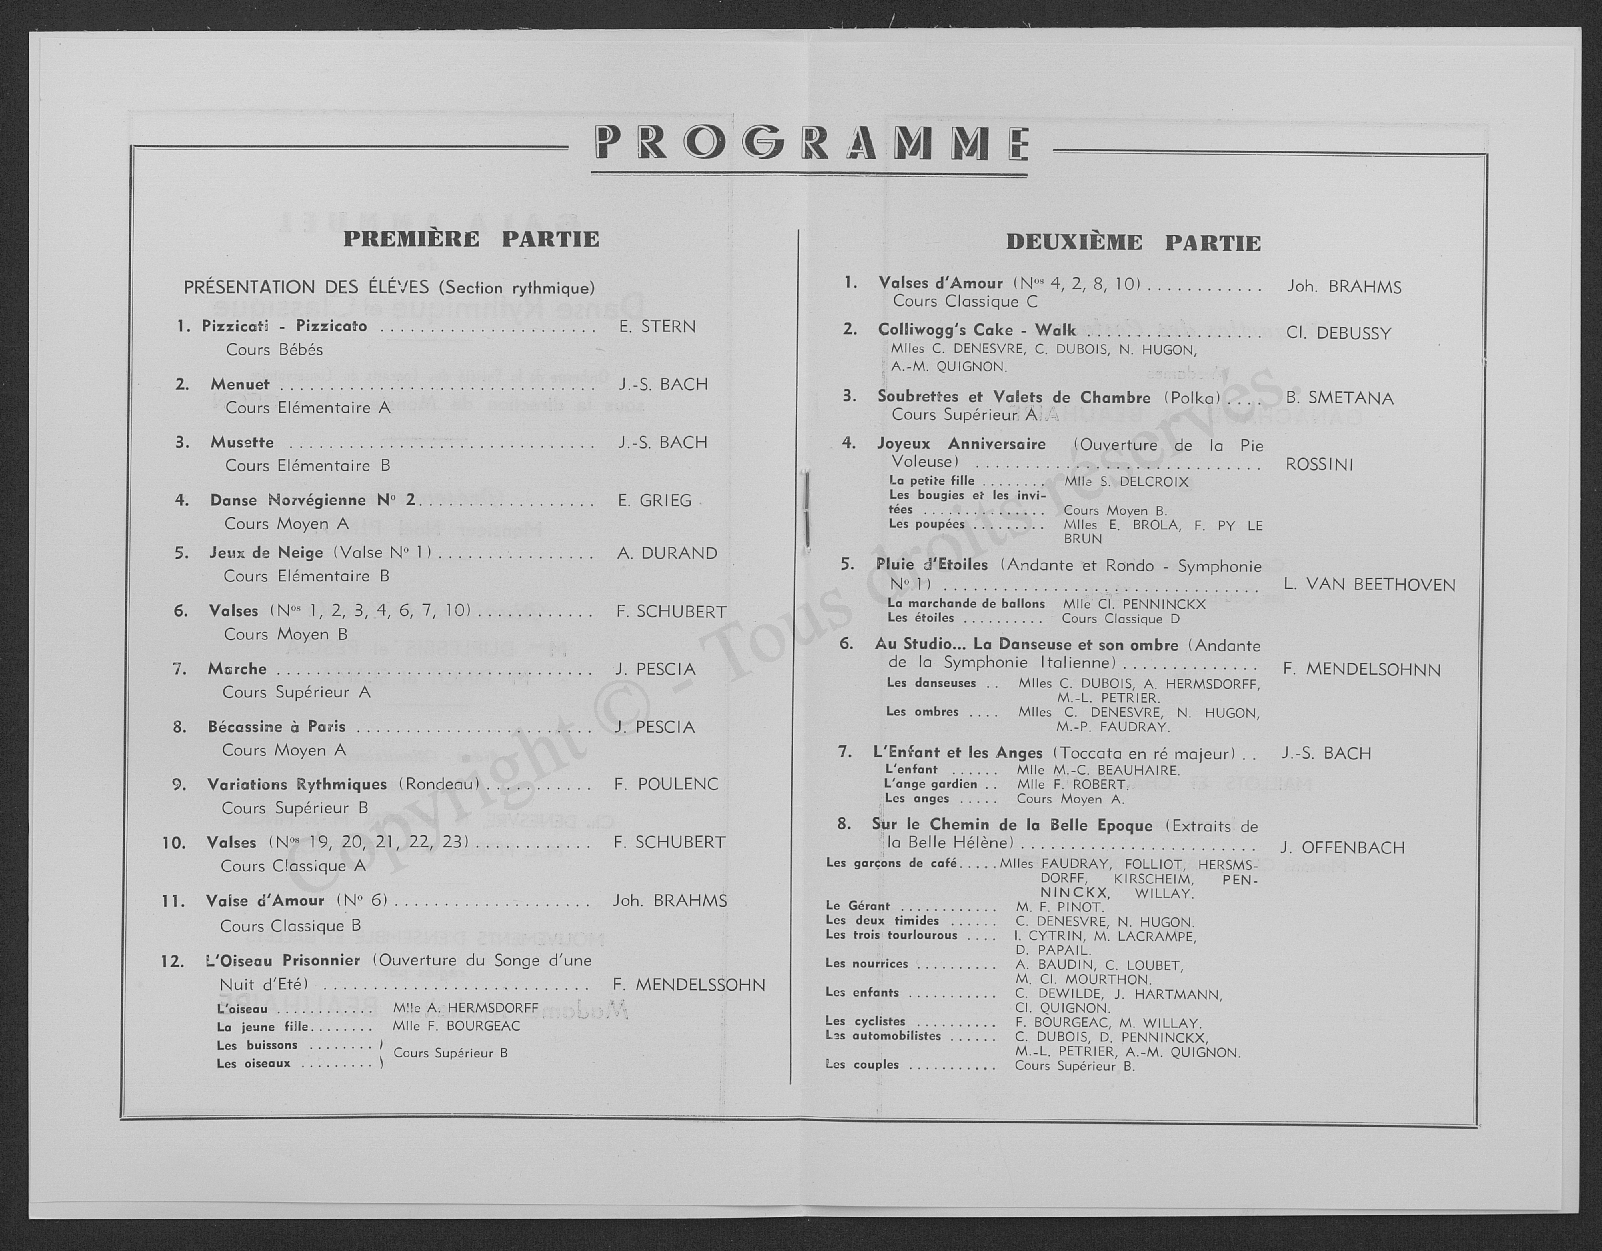 PROGRAMME
PREMIÈRE PARTIE
PRÉSENTATION DES ÉLÉVES (Section rythmique)
1. Pizzicati - Pizzicato ...................... E. STERN
Cours Bébés
2. Menuet ................................ J.-S. BACH
Cours Elémentaire A
3. Musette ............................... J.-S. BACH
Cours Elémentaire B
4. Danse Norvégienne N° 2.................. E. GRIEG
Cours Moyen A
5. Jeux de Neige (Valse N° 1)................ A. DURAND
Cours Elémentaire B
6. Valses (Nos 1, 2, 3, 4, 6, 7, 10)............ F. SCHUBERT
Cours Moyen B
7. Marche ................................ J. PESCIA
Cours Supérieur A
8. Bécassine à Paris ........................ J. PESCIA
Cours Moyen A
9. Variations Rythmiques (Rondeau)........... F. POULENC
Cours Supérieur B
10. Valses (Nos 19, 20, 21, 22, 23)............ F. SCHUBERT
Cours Classique A
11. Valse d'Amour (N° 6).................... Joh. BRAHMS
Cours Classique B
12. L'Oiseau Prisonnier (Ouverture du Songe d'une
Nuit d'Eté) ........................... F. MENDELSSOHN
L'oiseau ............ Mlle A. HERMSDORFF
La jeune fille........ Mlle F. BOURGEAC
Les buissons ........ )
Cours Supérieur B
Les oiseaux ......... )
DEUXIÈME PARTIE
1. Valses d'Amour (Nos 4, 2, 8, 10)............ Joh. BRAHMS
Cours Classique C
2. Colliwogg's Cake - Walk .................. Cl. DEBUSSY
Mlles C. DENESVRE, C. DUBOIS, N. HUGON,
A.-M. QUIGNON.
3. Soubrettes et Valets de Chambre (Polka).... B. SMETANA
Cours Supérieur A
4. Joyeux Anniversaire (Ouverture de la Pie
Voleuse) ............................. ROSSINI
La petite fille ........ Mlle S. DELCROIX
Les bougies et les invi-
tées ............... Cours Moyen B.
Les poupées ......... Mlles E. BROLA, F. PY LE
BRUN
5. Pluie d'Etoiles (Andante et Rondo - Symphonie
N° 1) ................................ L. VAN BEETHOVEN
La marchande de ballons Mlle Cl. PENNINCKX
Les étoiles .......... Cours Classique D
6. Au Studio... La Danseuse et son ombre (Andante
de la Symphonie Italienne).............. F. MENDELSOHNN
Les danseuses .. Mlles C. DUBOIS, A. HERMSDORFF,
M.-L. PETRIER.
Les ombres .... Mlles C. DENESVRE, N. HUGON,
M.-P. FAUDRAY.
7. L'Enfant et les Anges (Toccata en ré majeur) .. J.-S. BACH
L'enfant ...... Mlle M.-C. BEAUHAIRE.
L'ange gardien .. Mlle F. ROBERT.
Les anges ..... Cours Moyen A.
8. Sur le Chemin de la Belle Epoque (Extraits de
la Belle Hélène)........................ J. OFFENBACH
Les garçons de café.....Mlles FAUDRAY, FOLLIOT, HERSMS-
DORFF, KIRSCHEIM, PEN-
NINCKX, WILLAY.
Le Gérant ............ M. F. PINOT.
Les deux timides ...... C. DENESVRE, N. HUGON.
Les trois tourlourous .... I. CYTRIN, M. LACRAMPE,
D. PAPAIL.
Les nourrices .......... A. BAUDIN, C. LOUBET,
M. Cl. MOURTHON.
Les enfants ........... C. DEWILDE, J. HARTMANN,
Cl. QUIGNON.
Les cyclistes .......... F. BOURGEAC, M. WILLAY.
Les automobilistes ...... C. DUBOIS, D. PENNINCKX,
M.-L. PETRIER, A.-M. QUIGNON.
Les couples ........... Cours Supérieur B.
Copyright © - Tous droits réservés.